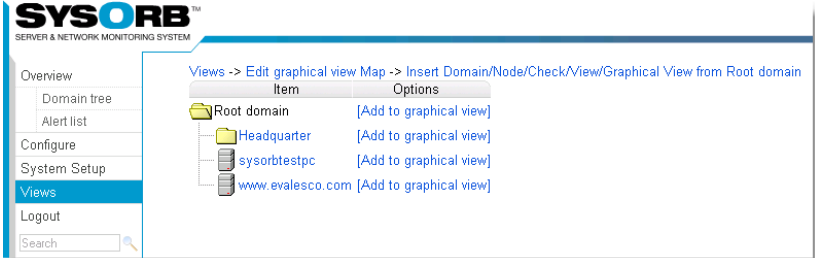 SYSORB™
SERVER & NETWORK MONITORING SYSTEM
Overview
Domain tree
Alert list
Configure
System Setup
Views
Logout
Search
Views -> Edit graphical view Map -> Insert Domain/Node/Check/View/Graphical View from Root domain
Item Options
Root domain [Add to graphical view]
Headquarter [Add to graphical view]
sysorbtestpc [Add to graphical view]
www.evalesco.com [Add to graphical view]